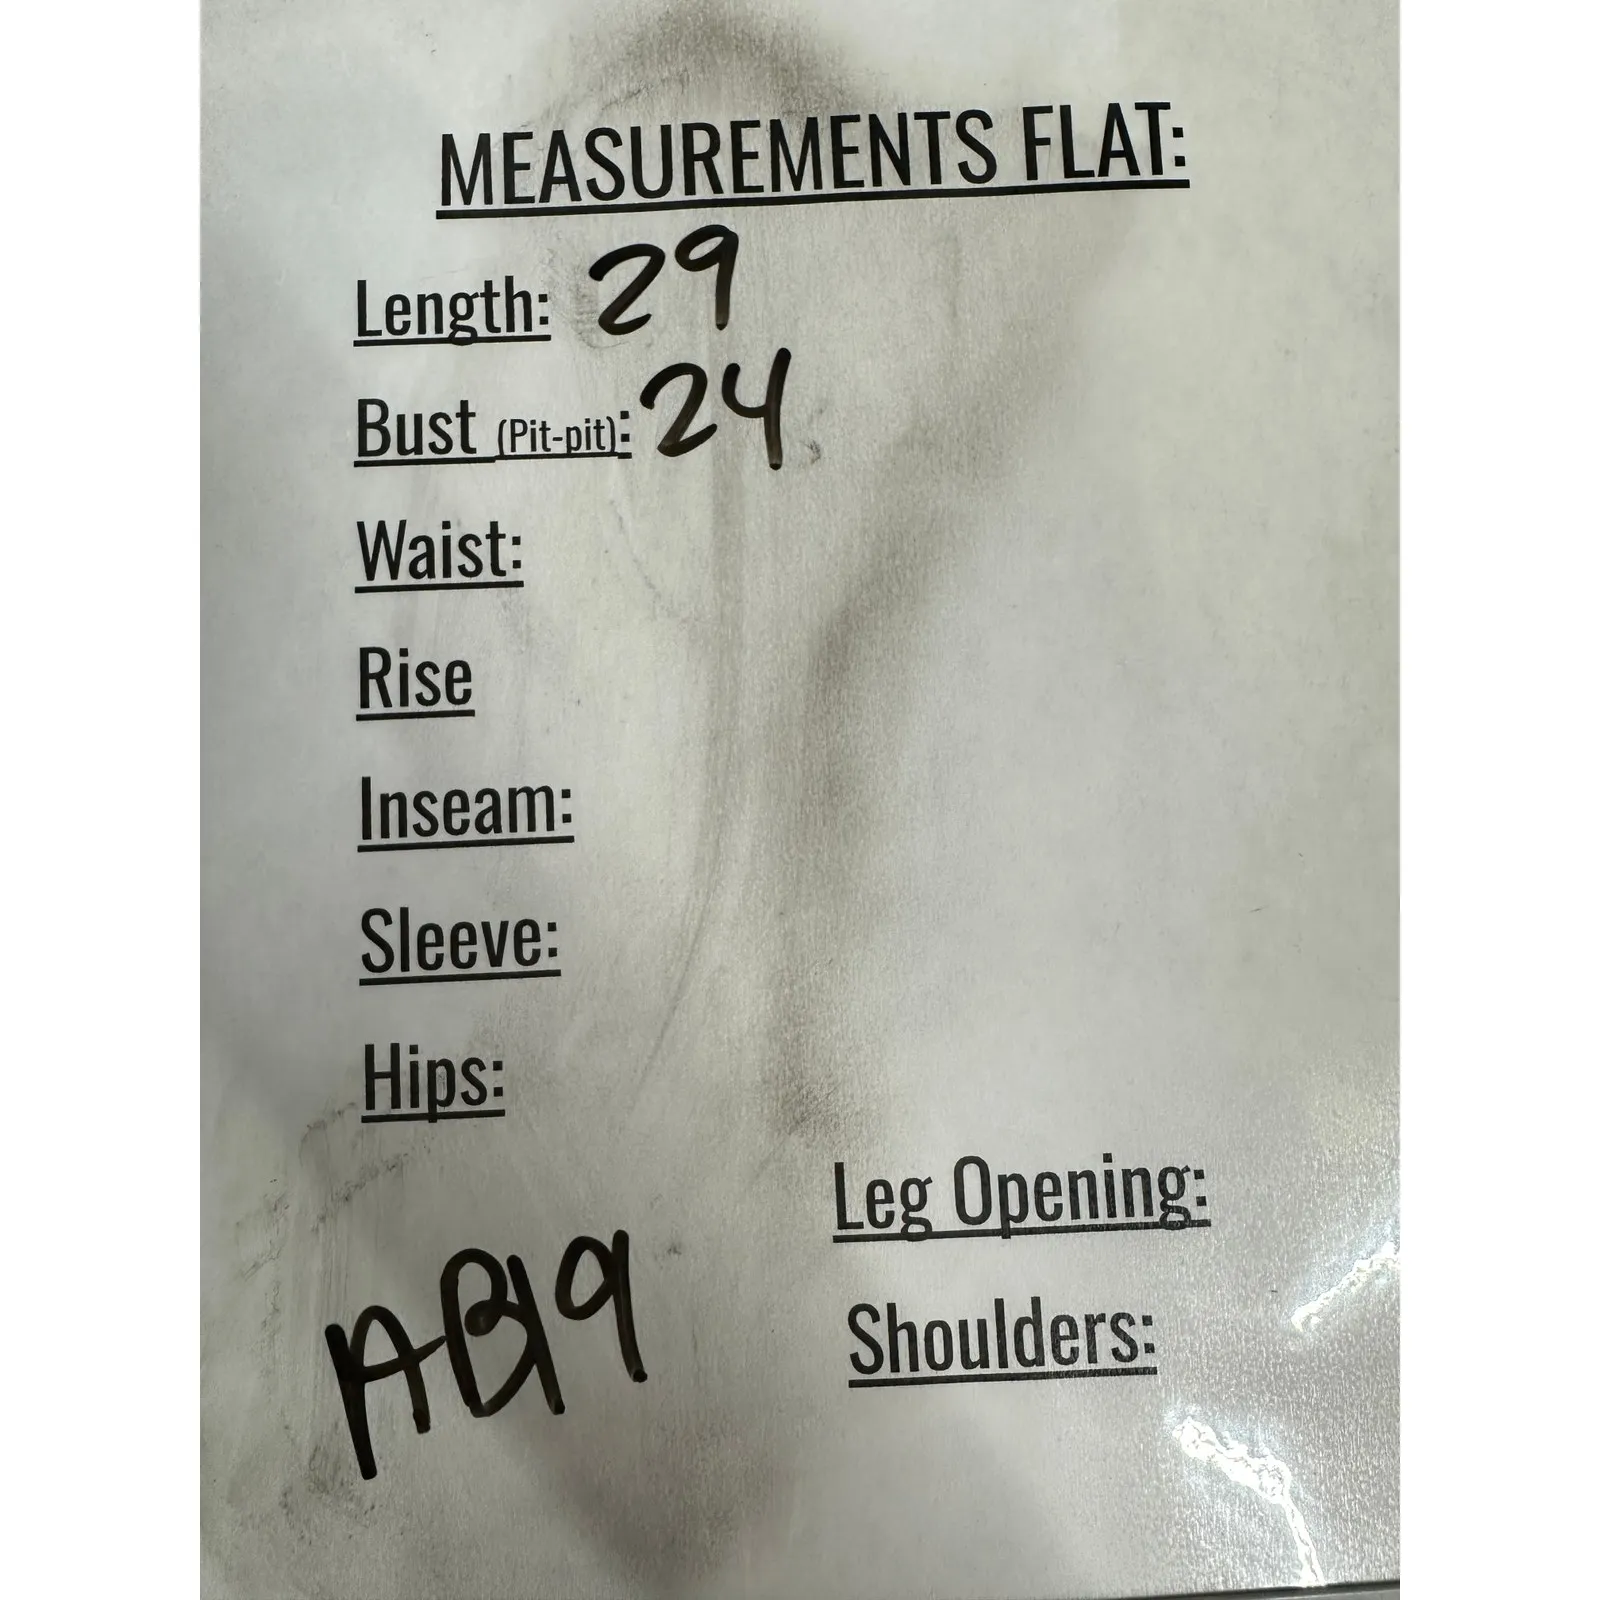 MEASUREMENTS FLAT:
Length: 29
Bust (Pit-pit): 24
Waist:
Rise
Inseam:
Sleeve:
Hips:
Leg Opening:
Shoulders:
AB19